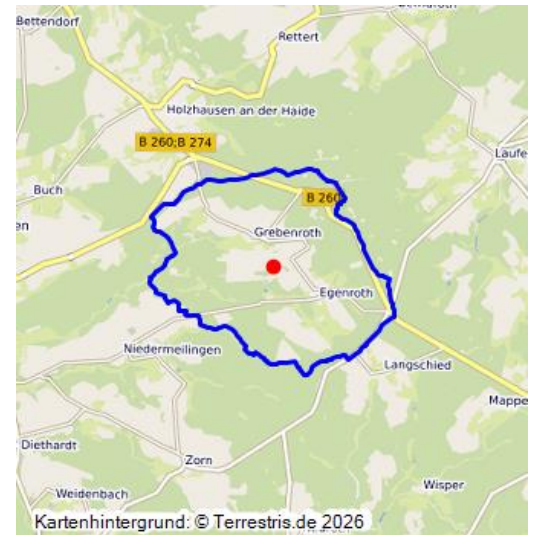 Bettendorf
Rettert
Holzhausen an der Haide
B 260;B 274
Laufe
Buch
B 260
en
Grebenroth
Egenroth
Niedermeilingen
Langschied
Mappe
Diethardt
Zorn
Wisper
Weidenbach
Kartenhintergrund: © Terrestris.de 2026